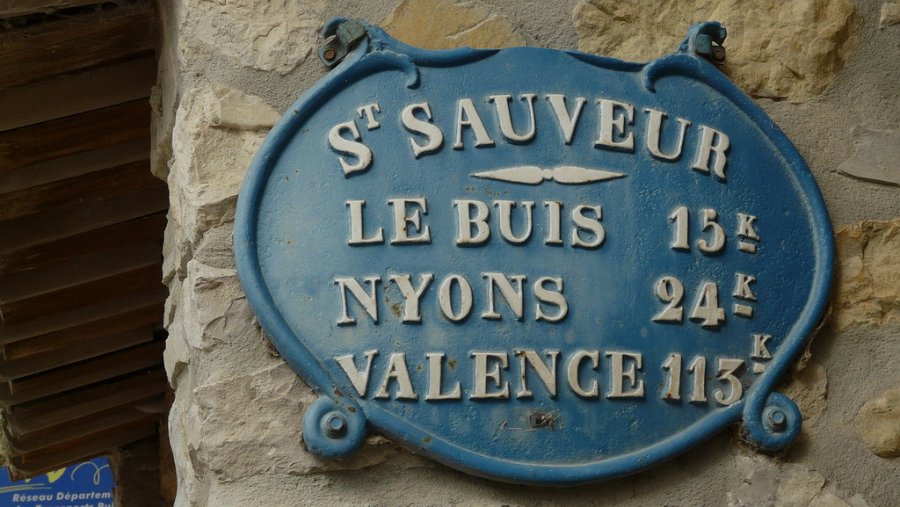 ST SAUVEUR
LE BUIS 15K
NYONS 24K
VALENCE 113K
Réseau Départem